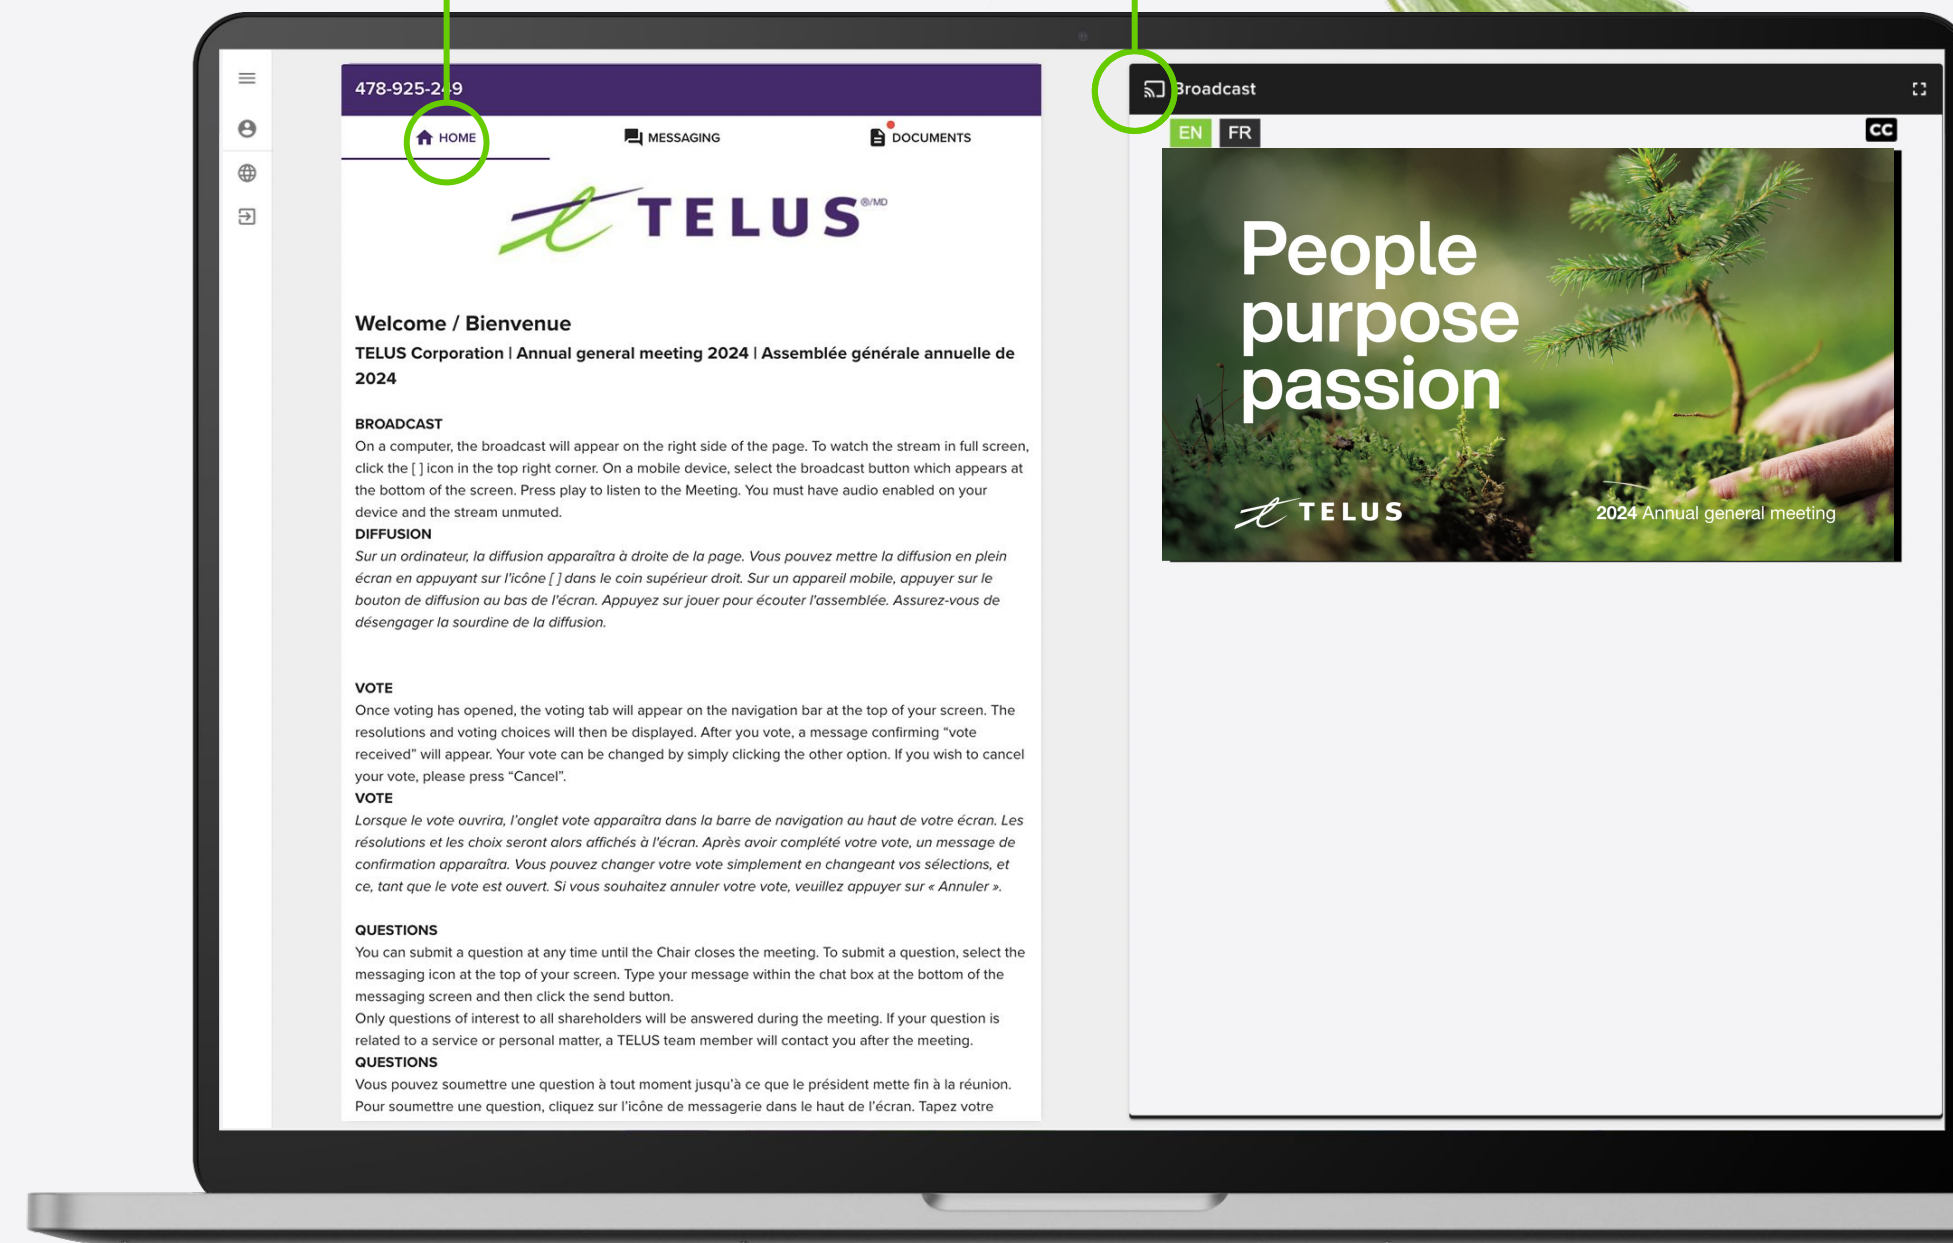 478-925-249
HOME
MESSAGING
DOCUMENTS
TELUS®/MD
Welcome / Bienvenue
TELUS Corporation | Annual general meeting 2024 | Assemblée générale annuelle de
2024
BROADCAST
On a computer, the broadcast will appear on the right side of the page. To watch the stream in full screen,
click the [ ] icon in the top right corner. On a mobile device, select the broadcast button which appears at
the bottom of the screen. Press play to listen to the Meeting. You must have audio enabled on your
device and the stream unmuted.
DIFFUSION
Sur un ordinateur, la diffusion apparaîtra à droite de la page. Vous pouvez mettre la diffusion en plein
écran en appuyant sur l'icône [ ] dans le coin supérieur droit. Sur un appareil mobile, appuyer sur le
bouton de diffusion au bas de l'écran. Appuyez sur jouer pour écouter l'assemblée. Assurez-vous de
désengager la sourdine de la diffusion.
VOTE
Once voting has opened, the voting tab will appear on the navigation bar at the top of your screen. The
resolutions and voting choices will then be displayed. After you vote, a message confirming “vote
received” will appear. Your vote can be changed by simply clicking the other option. If you wish to cancel
your vote, please press “Cancel”.
VOTE
Lorsque le vote ouvrira, l’onglet vote apparaîtra dans la barre de navigation au haut de votre écran. Les
résolutions et les choix seront alors affichés à l'écran. Après avoir complété votre vote, un message de
confirmation apparaîtra. Vous pouvez changer votre vote simplement en changeant vos sélections, et
ce, tant que le vote est ouvert. Si vous souhaitez annuler votre vote, veuillez appuyer sur « Annuler ».
QUESTIONS
You can submit a question at any time until the Chair closes the meeting. To submit a question, select the
messaging icon at the top of your screen. Type your message within the chat box at the bottom of the
messaging screen and then click the send button.
Only questions of interest to all shareholders will be answered during the meeting. If your question is
related to a service or personal matter, a TELUS team member will contact you after the meeting.
QUESTIONS
Vous pouvez soumettre une question à tout moment jusqu’à ce que le président mette fin à la réunion.
Pour soumettre une question, cliquez sur l’icône de messagerie dans le haut de l’écran. Tapez votre
Broadcast
EN FR
CC
People
purpose
passion
TELUS
2024 Annual general meeting